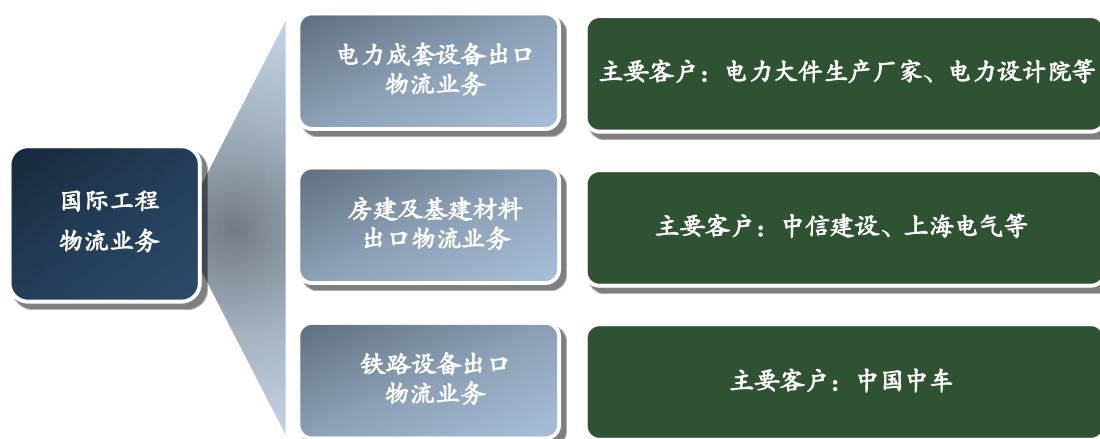 国际工程
物流业务
电力成套设备出口
物流业务
主要客户：电力大件生产厂家、电力设计院等
房建及基建材料
出口物流业务
主要客户：中信建设、上海电气等
铁路设备出口
物流业务
主要客户：中国中车